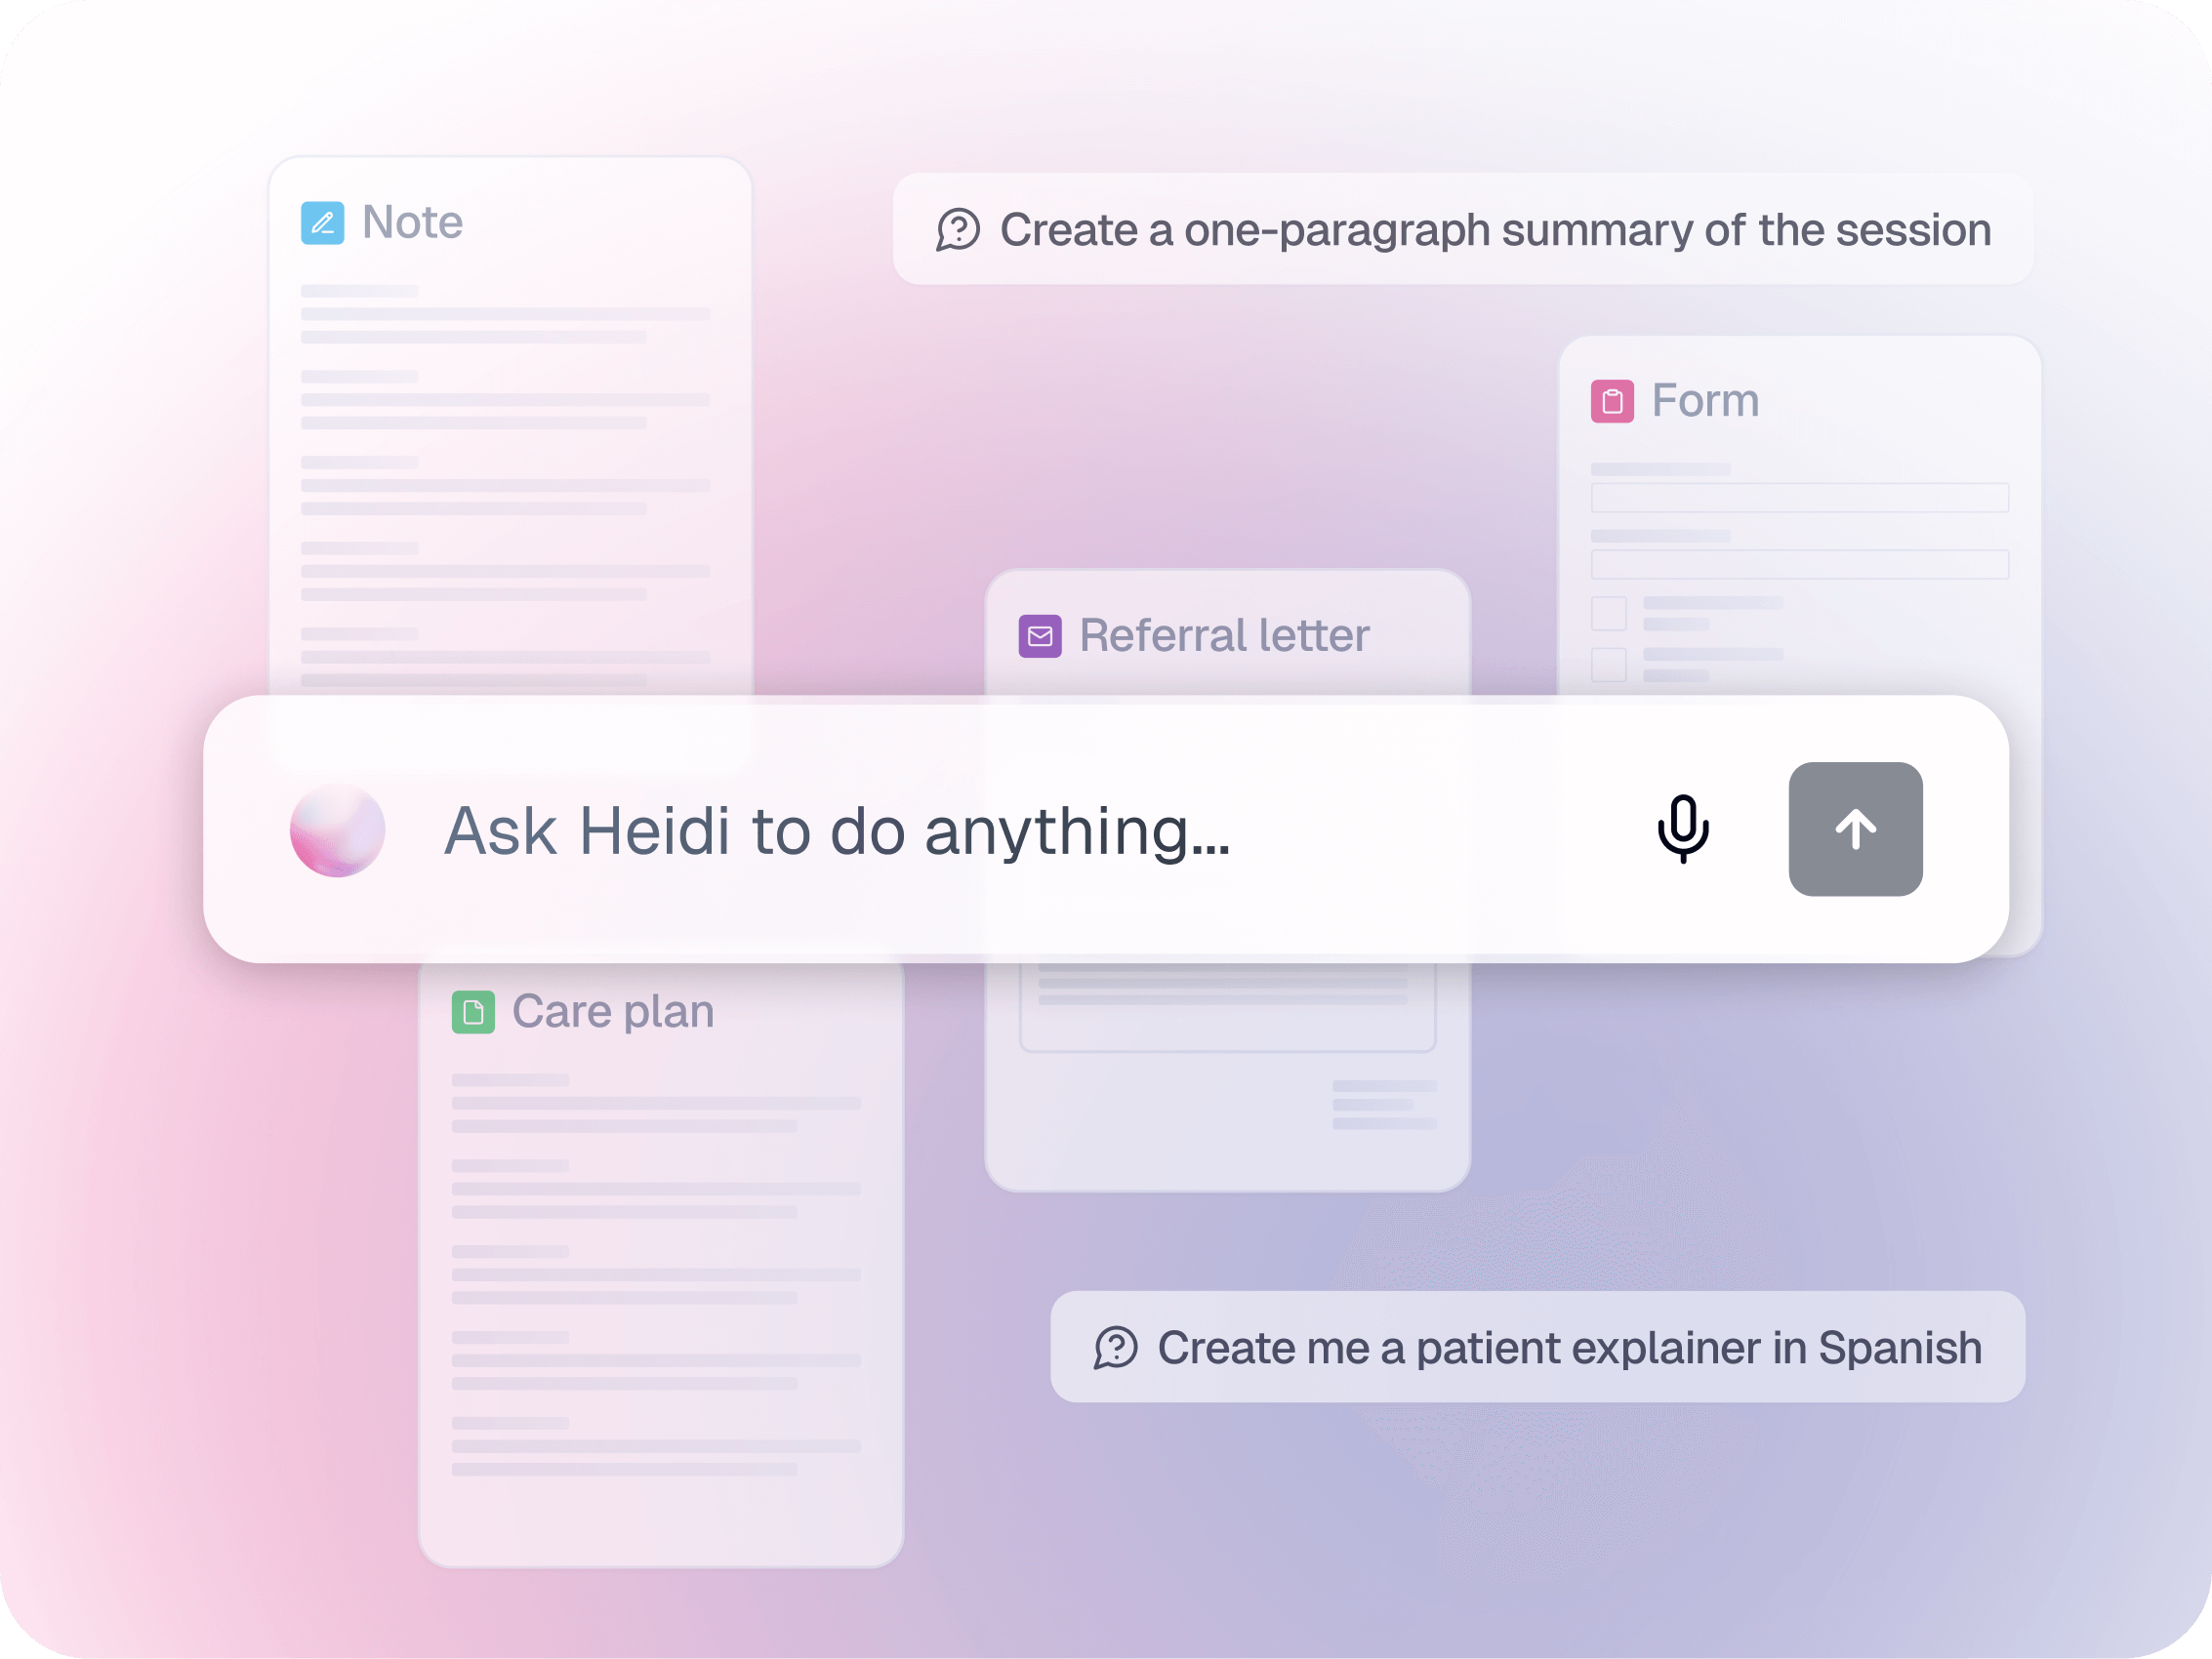 Note
Create a one-paragraph summary of the session
Form
Referral letter
Ask Heidi to do anything...
Care plan
Create me a patient explainer in Spanish